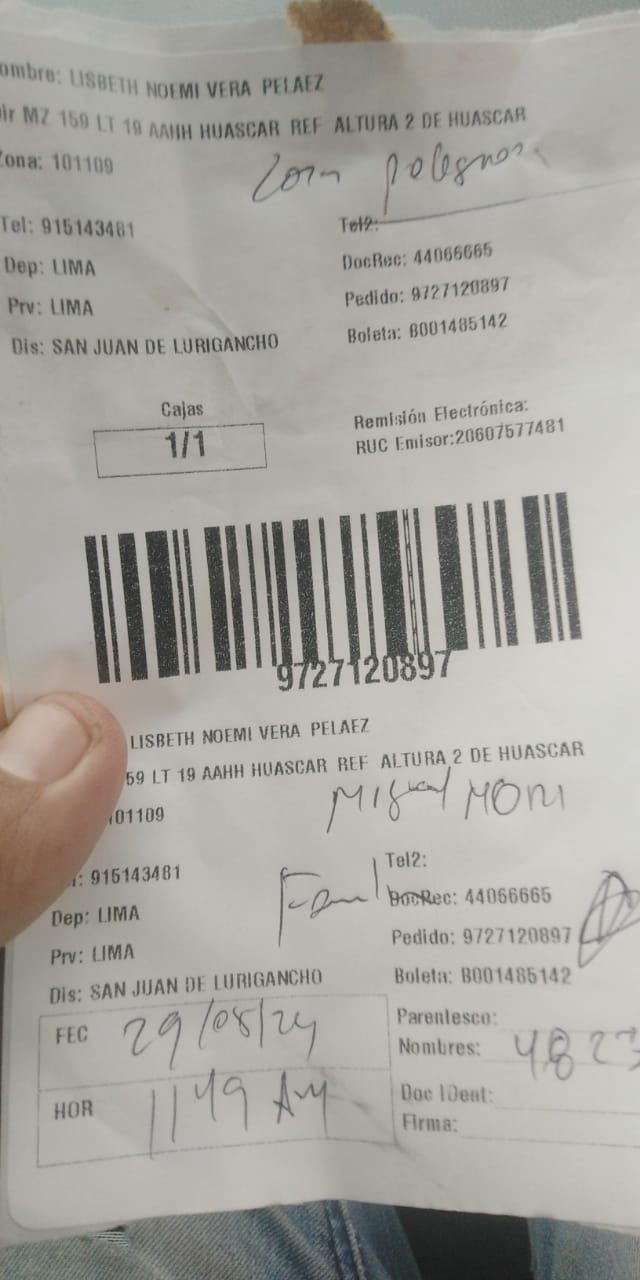 ombre: LISBETH NOEMI VERA PELAEZ
ir MZ 159 LT 19 AAHH HUASCAR REF ALTURA 2 DE HUASCAR
Zona: 101109
Zona
Tel: 915143481
Tel2:
Dep: LIMA
DocRec: 44066665
Prv: LIMA
Pedido: 9727120897
Dis: SAN JUAN DE LURIGANCHO
Boleta: B001485142
Cajas
1/1
Remisión Electrónica:
RUC Emisor:20607577481
9727120897
LISBETH NOEMI VERA PELAEZ
59 LT 19 AAHH HUASCAR REF ALTURA 2 DE HUASCAR
101109
Miguel
: 915143481
Tel2:
Dep: LIMA
DocRec: 44066665
Prv: LIMA
Pedido: 9727120897
Dis: SAN JUAN DE LURIGANCHO
Boleta: B001485142
FEC 29/08/24
Parentesco:
Nombres: 4823
HOR 1149 AM
Doc IDent:
Firma: